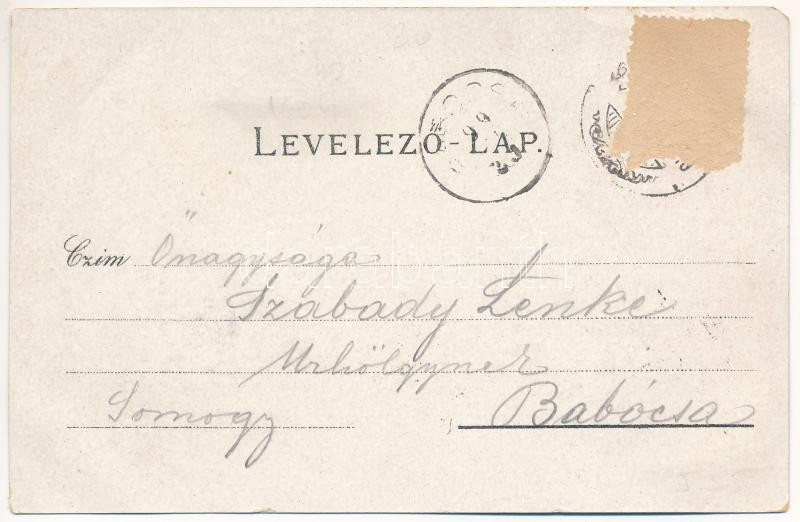 LEVELEZŐ-LAP.
Czim Őnagysága
Szabady Lenke
Urhölgynek
Somogy Babócsa